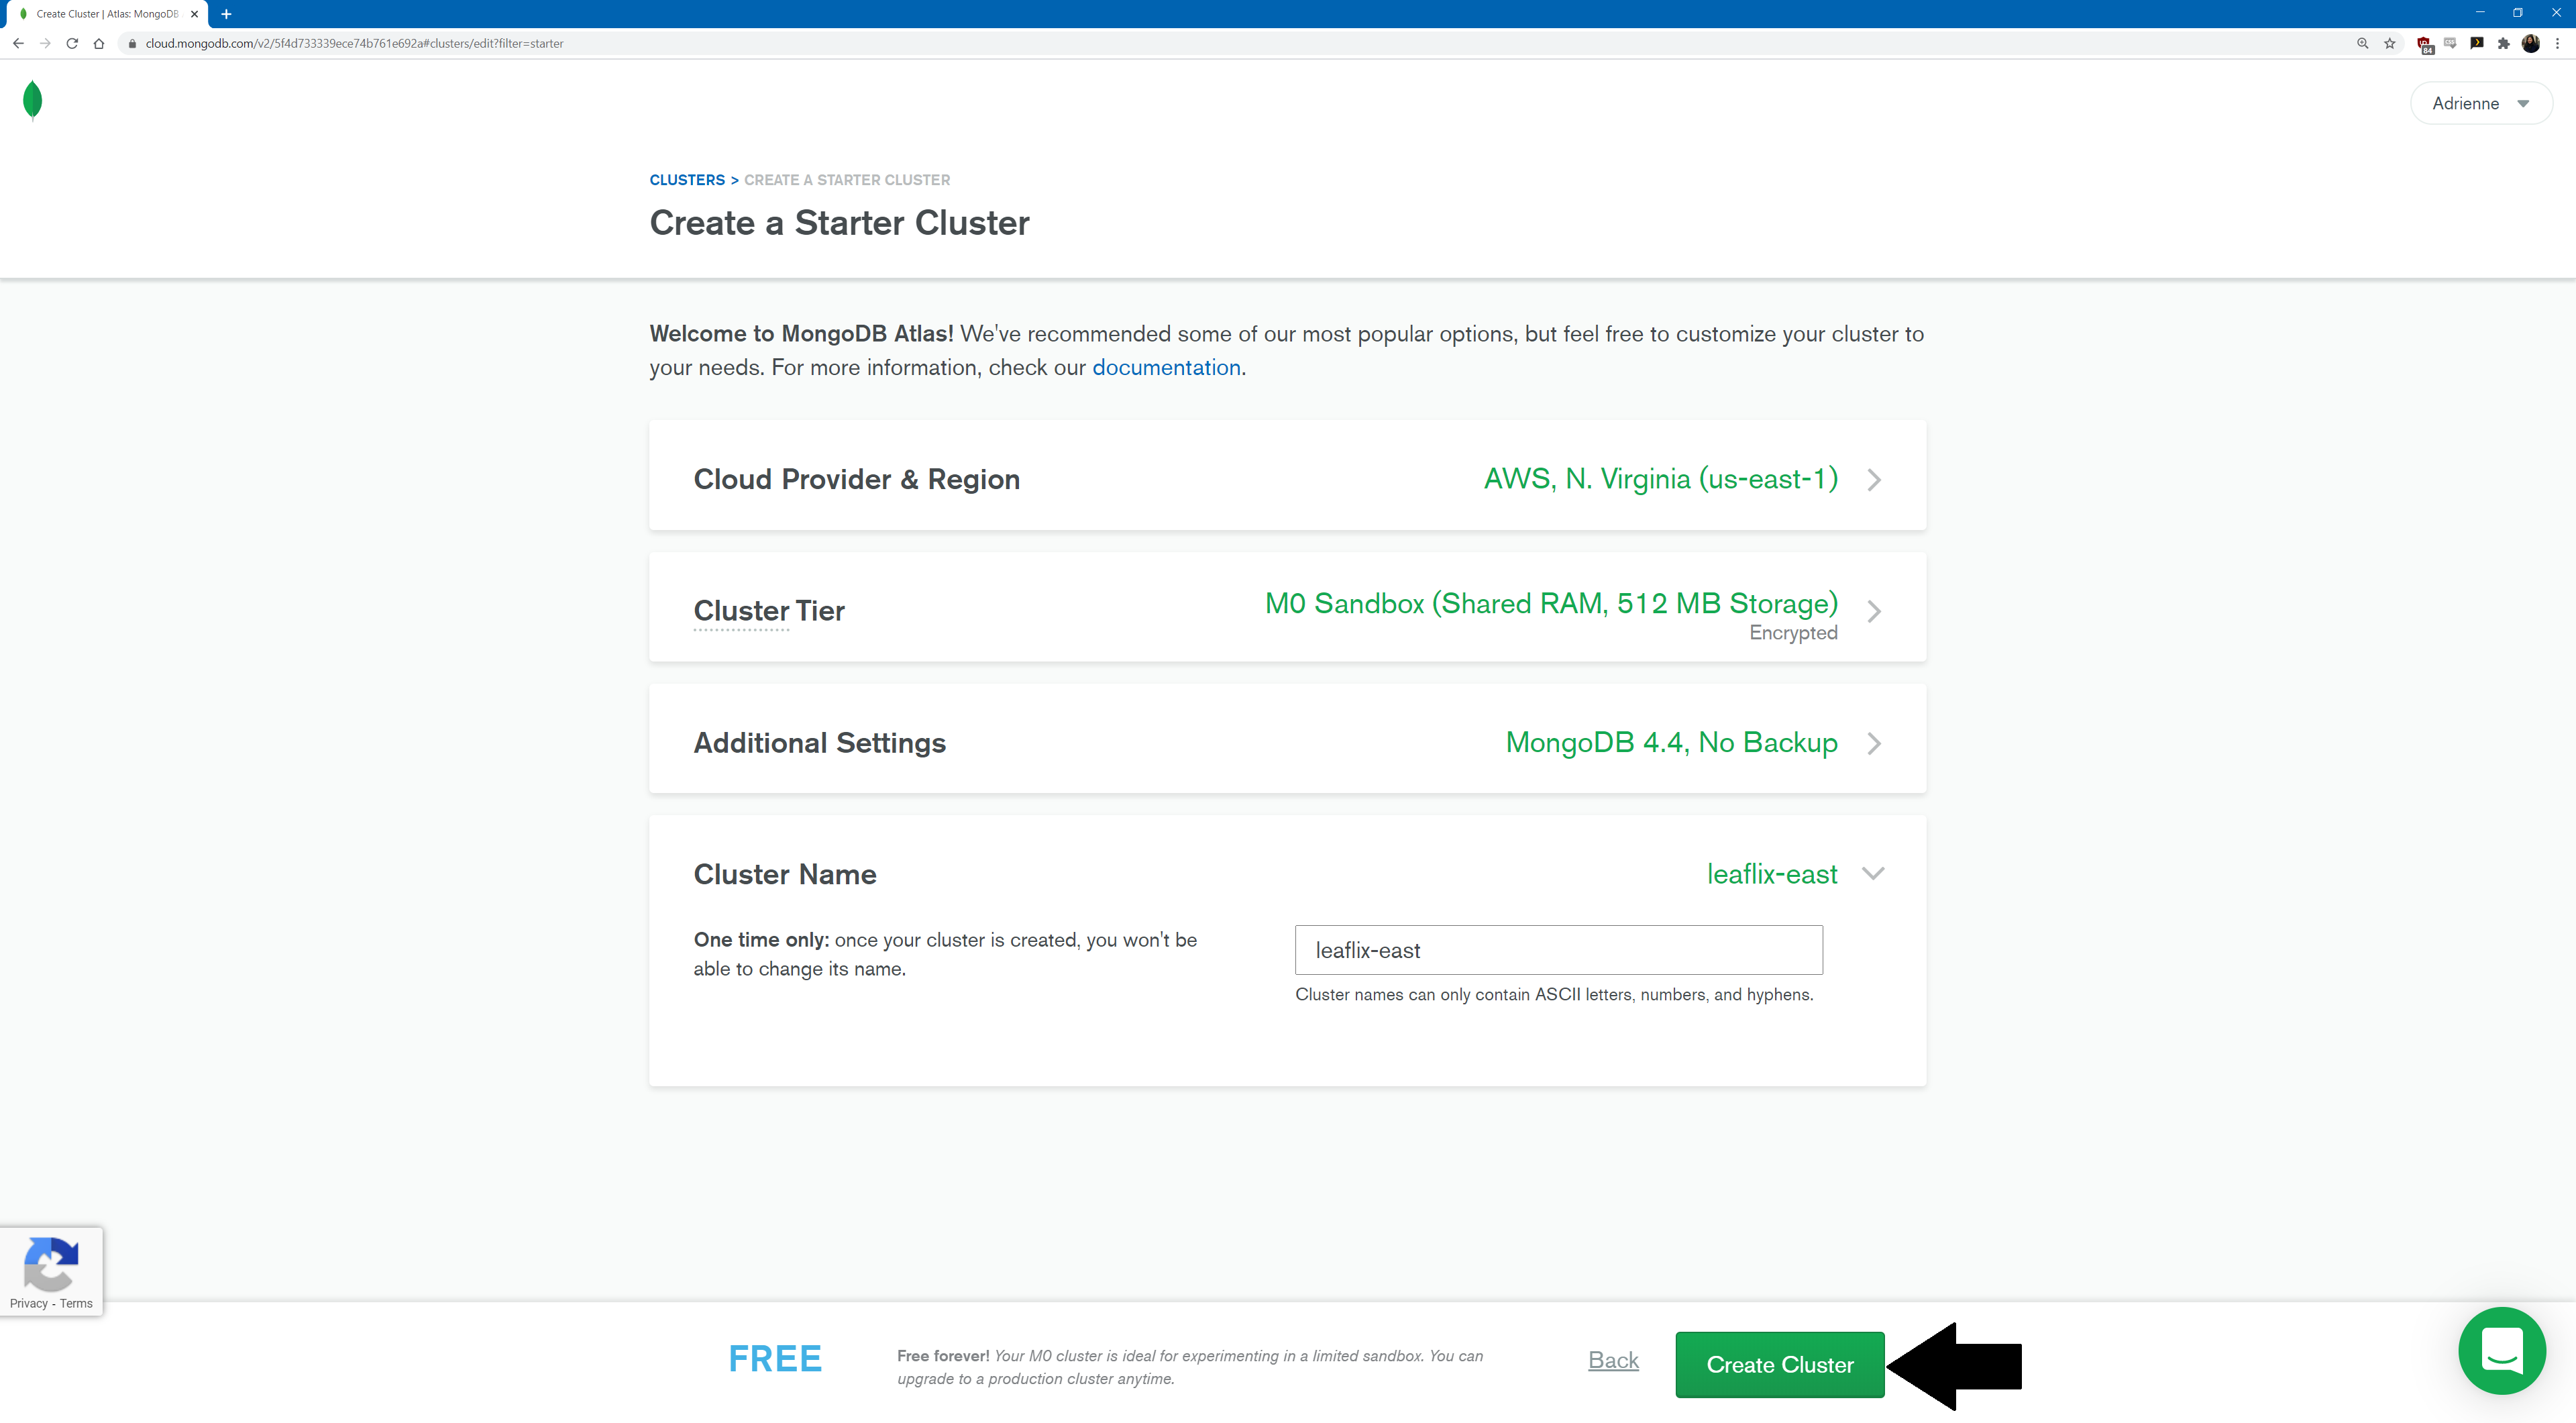 Create Cluster | Atlas: MongoDB
cloud.mongodb.com/v2/5f4d733339ece74b761e692a#clusters/edit?filter=starter
84
Adrienne
CLUSTERS > CREATE A STARTER CLUSTER
Create a Starter Cluster
Welcome to MongoDB Atlas! We've recommended some of our most popular options, but feel free to customize your cluster to
your needs. For more information, check our documentation.
Cloud Provider & Region AWS, N. Virginia (us-east-1)
Cluster Tier M0 Sandbox (Shared RAM, 512 MB Storage)
Encrypted
Additional Settings MongoDB 4.4, No Backup
Cluster Name leaflix-east
One time only: once your cluster is created, you won't be
able to change its name.
leaflix-east
Cluster names can only contain ASCII letters, numbers, and hyphens.
Privacy - Terms
FREE
Free forever! Your M0 cluster is ideal for experimenting in a limited sandbox. You can
upgrade to a production cluster anytime.
Back
Create Cluster